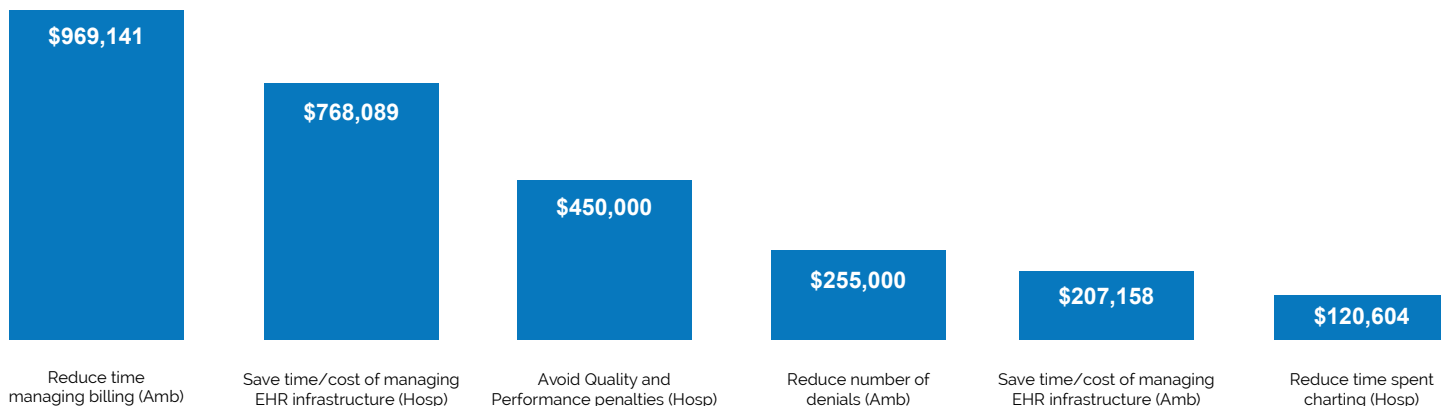 $969,141
$768,089
$450,000
$255,000
$207,158
$120,604
Reduce time
managing billing (Amb)
Save time/cost of managing
EHR infrastructure (Hosp)
Avoid Quality and
Performance penalties (Hosp)
Reduce number of
denials (Amb)
Save time/cost of managing
EHR infrastructure (Amb)
Reduce time spent
charting (Hosp)